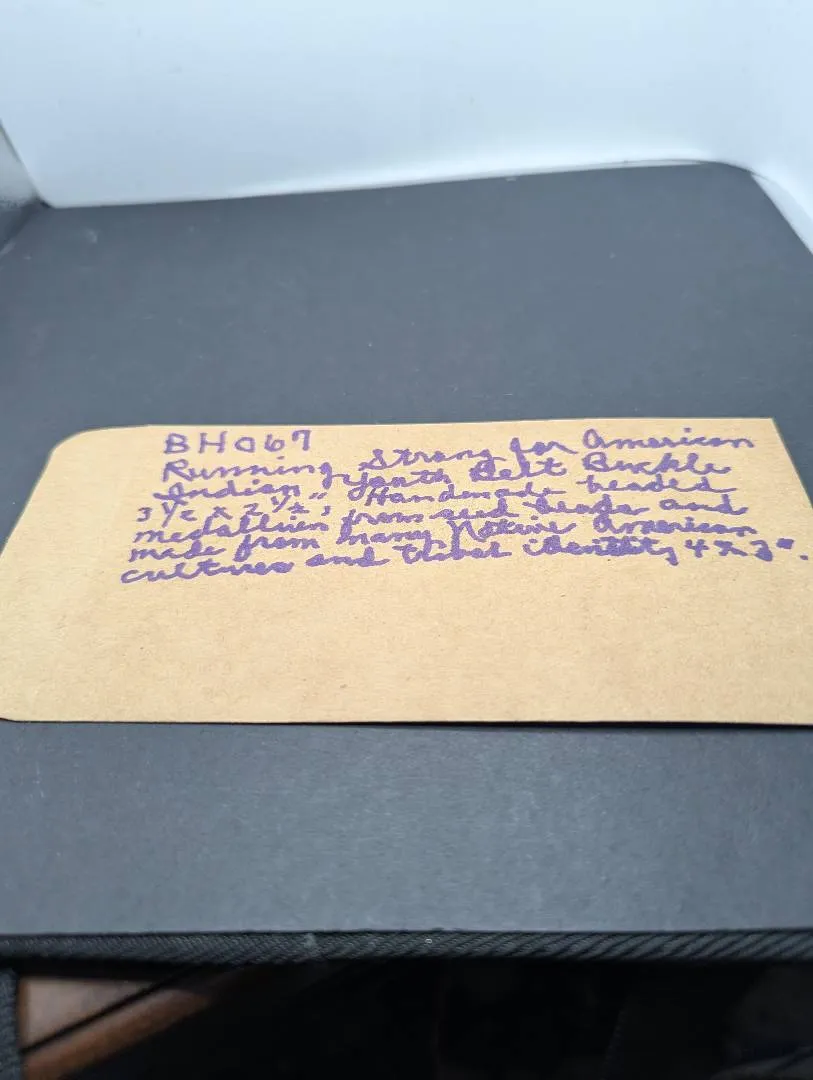 BH067
Running Strong for American
Indian Youth Belt Buckle
3 1/2 x 2 1/2", Handmade beaded
medallion from seed beads and
made from many Native American
cultures and tribal identity 4 x 3".